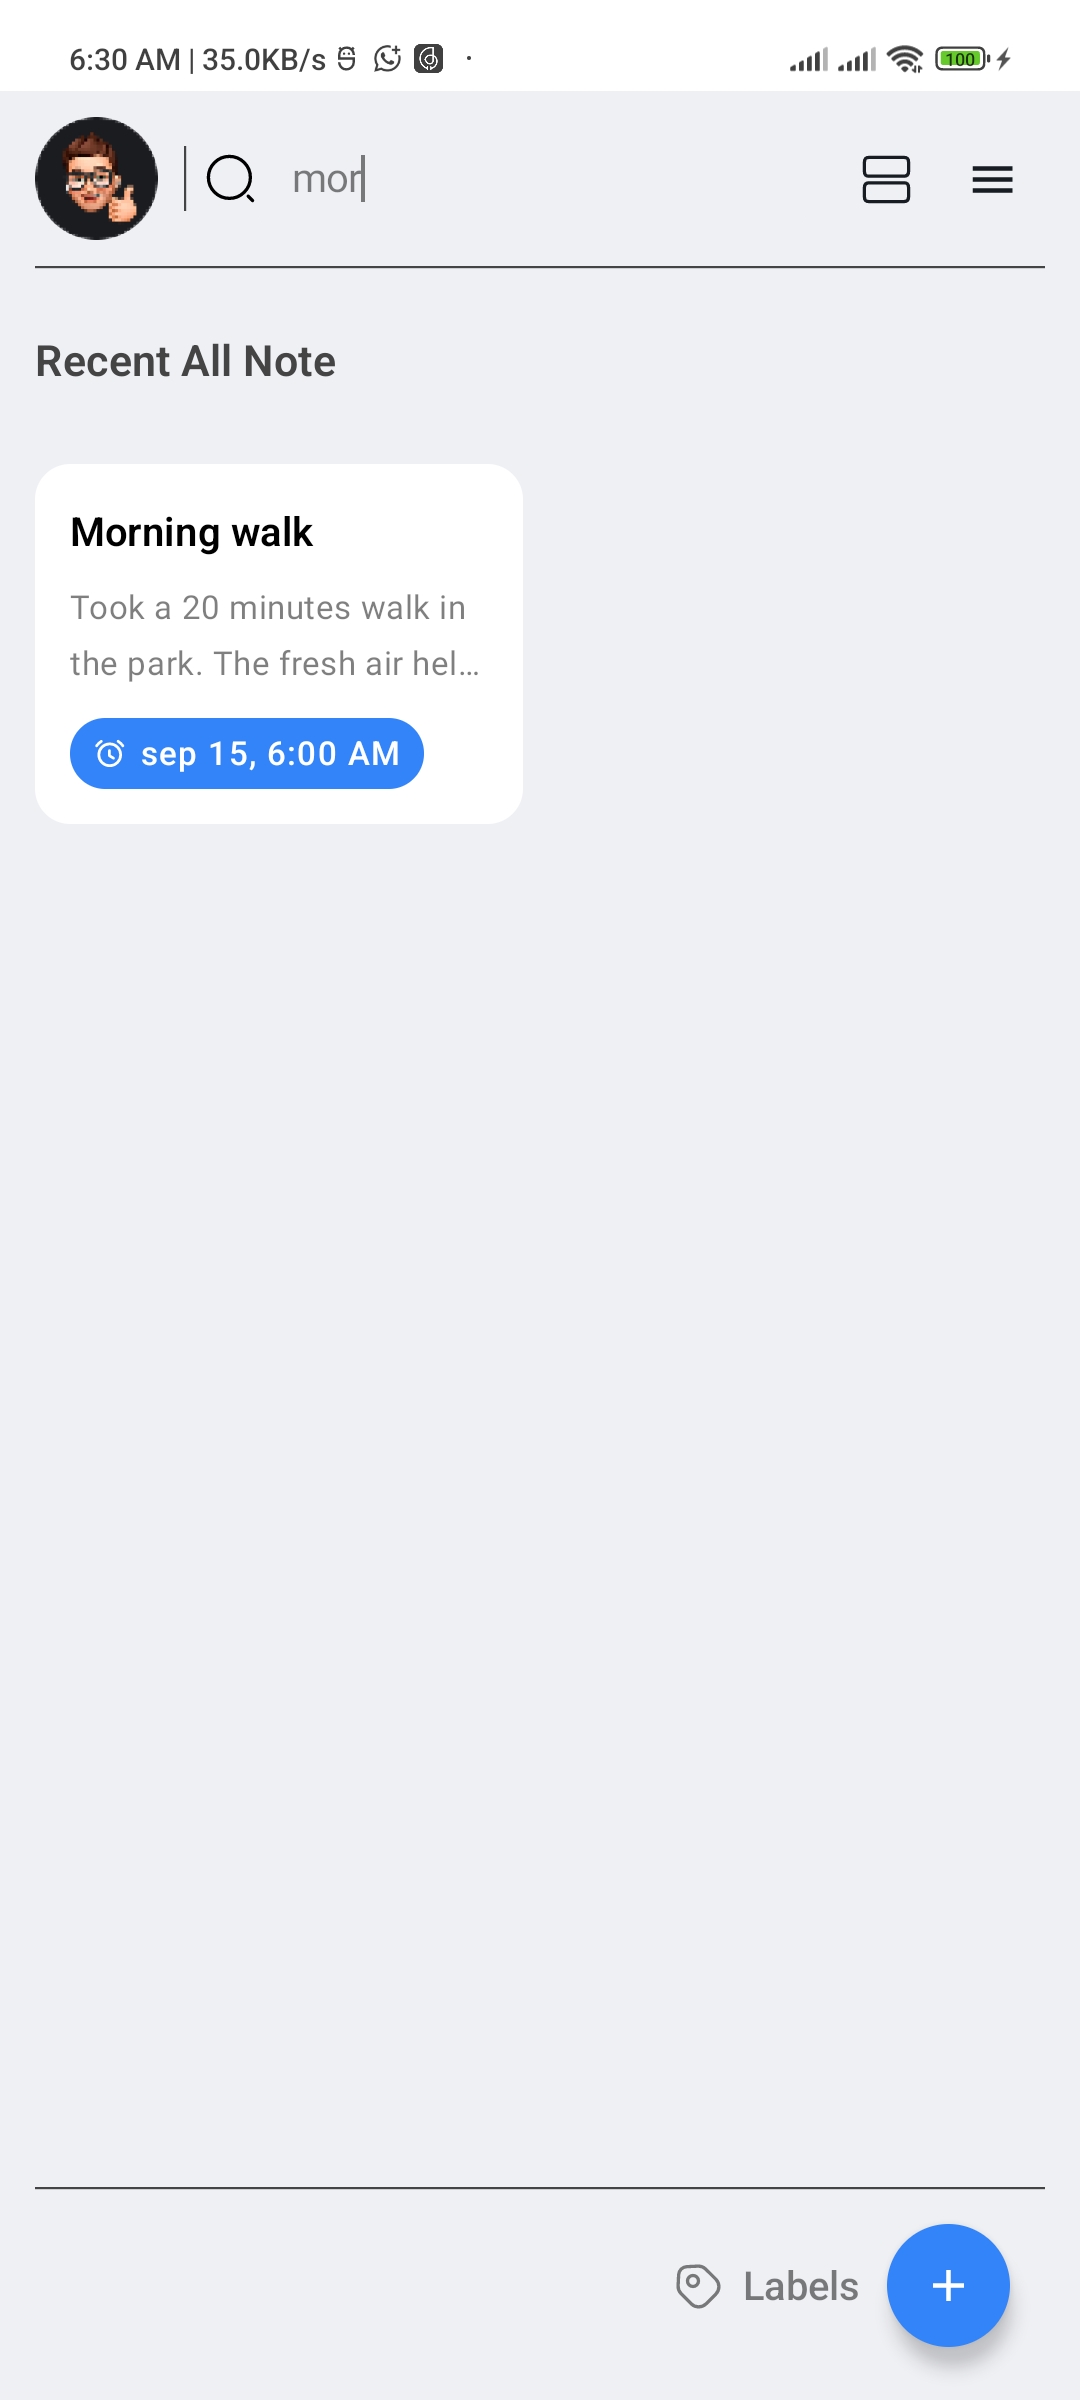 6:30 AM | 35.0KB/s 100
mor
Recent All Note
Morning walk
Took a 20 minutes walk in
the park. The fresh air hel...
sep 15, 6:00 AM
Labels